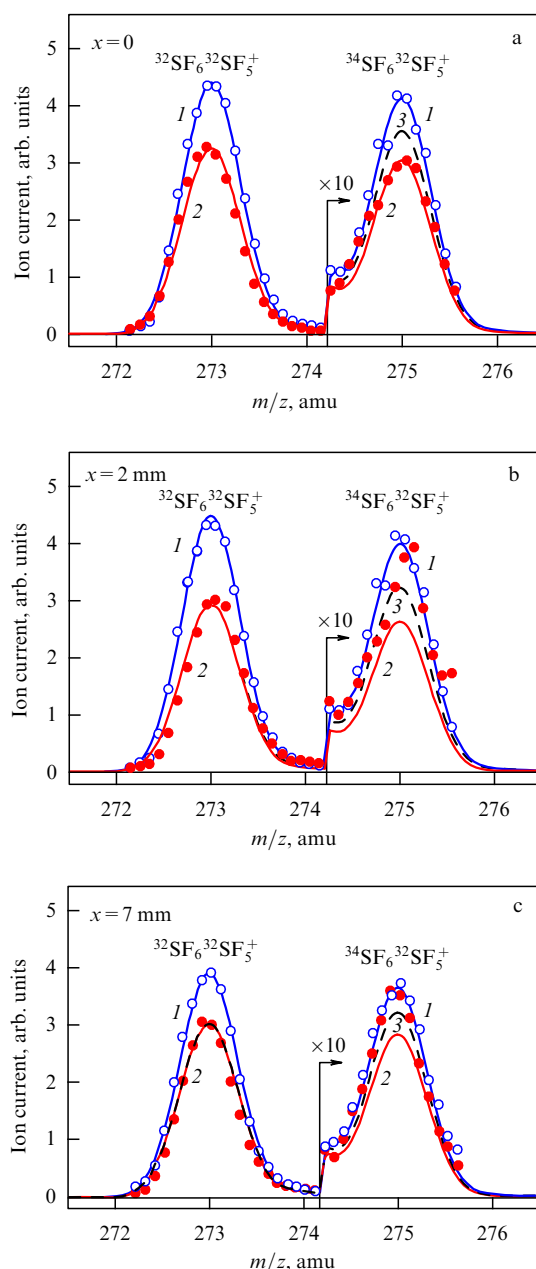 x = 0
a
³²SF₆³²SF₅⁺
³⁴SF₆³²SF₅⁺
1
2
1
3
2
×10
5
4
3
2
1
0
Ion current, arb. units
272 273 274 275 276
m/z, amu
x = 2 mm
b
³²SF₆³²SF₅⁺
³⁴SF₆³²SF₅⁺
1
2
1
3
2
×10
5
4
3
2
1
0
Ion current, arb. units
272 273 274 275 276
m/z, amu
x = 7 mm
c
³²SF₆³²SF₅⁺
³⁴SF₆³²SF₅⁺
1
2
1
3
2
×10
5
4
3
2
1
0
Ion current, arb. units
272 273 274 275 276
m/z, amu